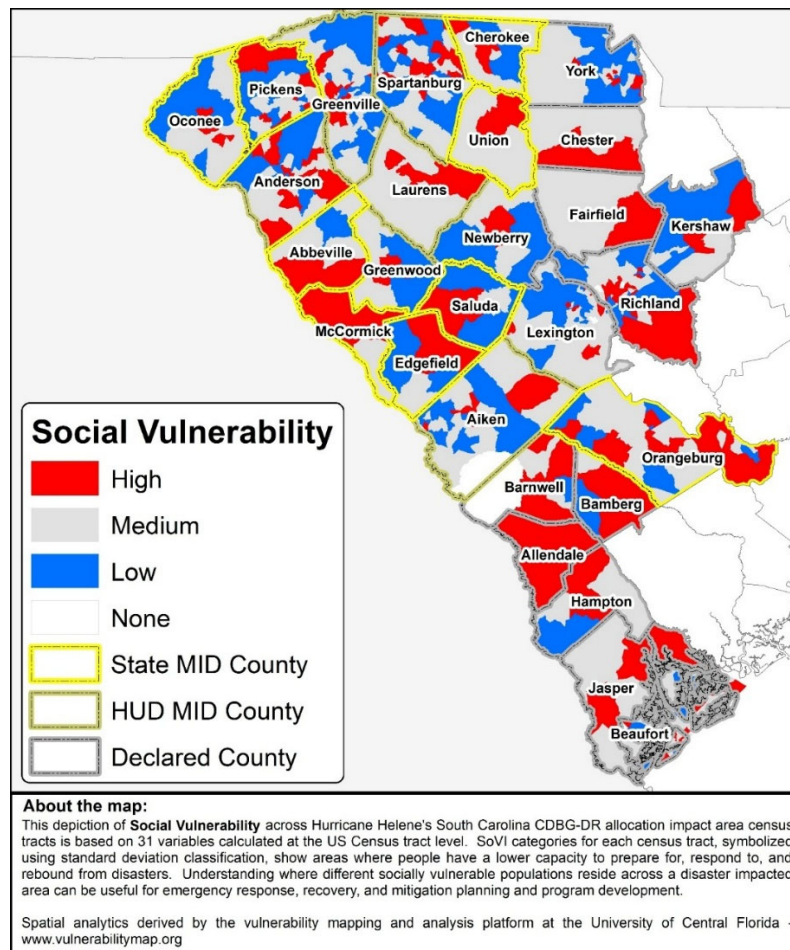 Cherokee
York
Spartanburg
Pickens
Greenville
Oconee
Union
Chester
Anderson
Laurens
Fairfield
Kershaw
Newberry
Abbeville
Greenwood
Saluda
Richland
McCormick
Lexington
Edgefield
Aiken
Orangeburg
Barnwell
Bamberg
Allendale
Hampton
Jasper
Beaufort
Social Vulnerability
High
Medium
Low
None
State MID County
HUD MID County
Declared County
About the map:
This depiction of Social Vulnerability across Hurricane Helene's South Carolina CDBG-DR allocation impact area census
tracts is based on 31 variables calculated at the US Census tract level. SoVI categories for each census tract, symbolized
using standard deviation classification, show areas where people have a lower capacity to prepare for, respond to, and
rebound from disasters. Understanding where different socially vulnerable populations reside across a disaster impacted
area can be useful for emergency response, recovery, and mitigation planning and program development.
Spatial analytics derived by the vulnerability mapping and analysis platform at the University of Central Florida -
www.vulnerabilitymap.org